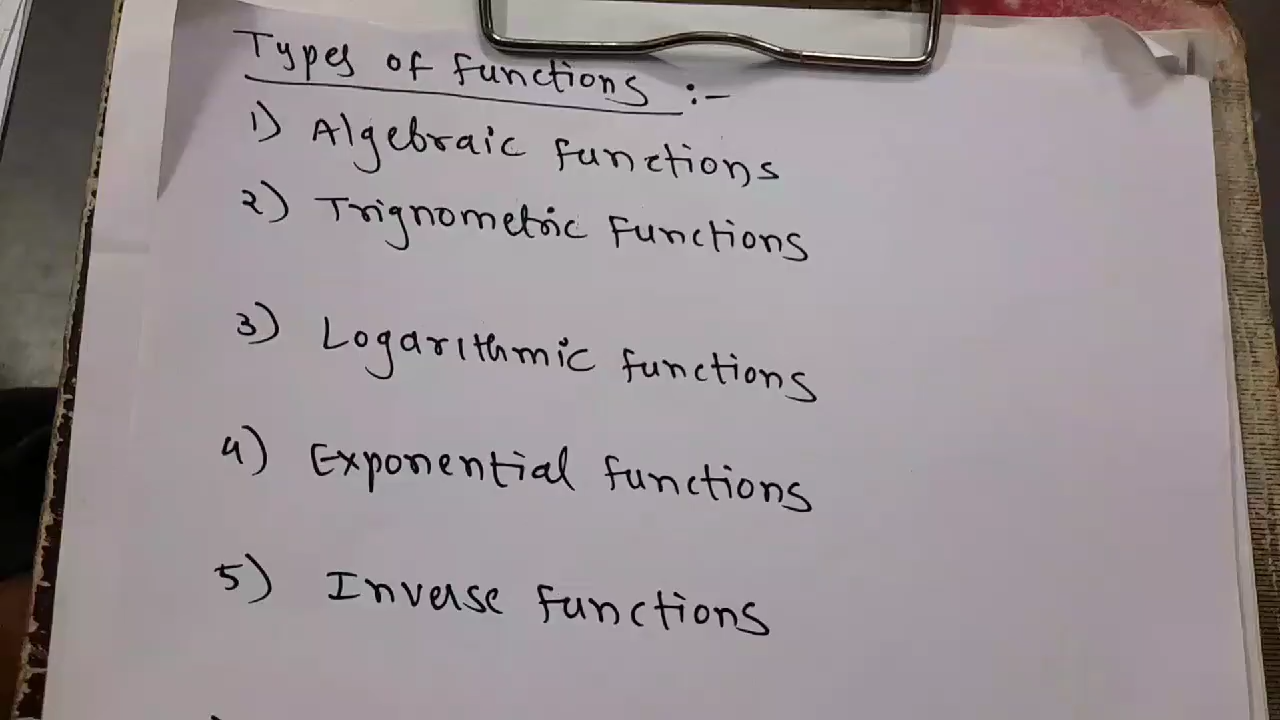 Types of functions :-
1) Algebraic functions
2) Trignometric Functions
3) Logarithmic functions
4) Exponential functions
5) Inverse functions